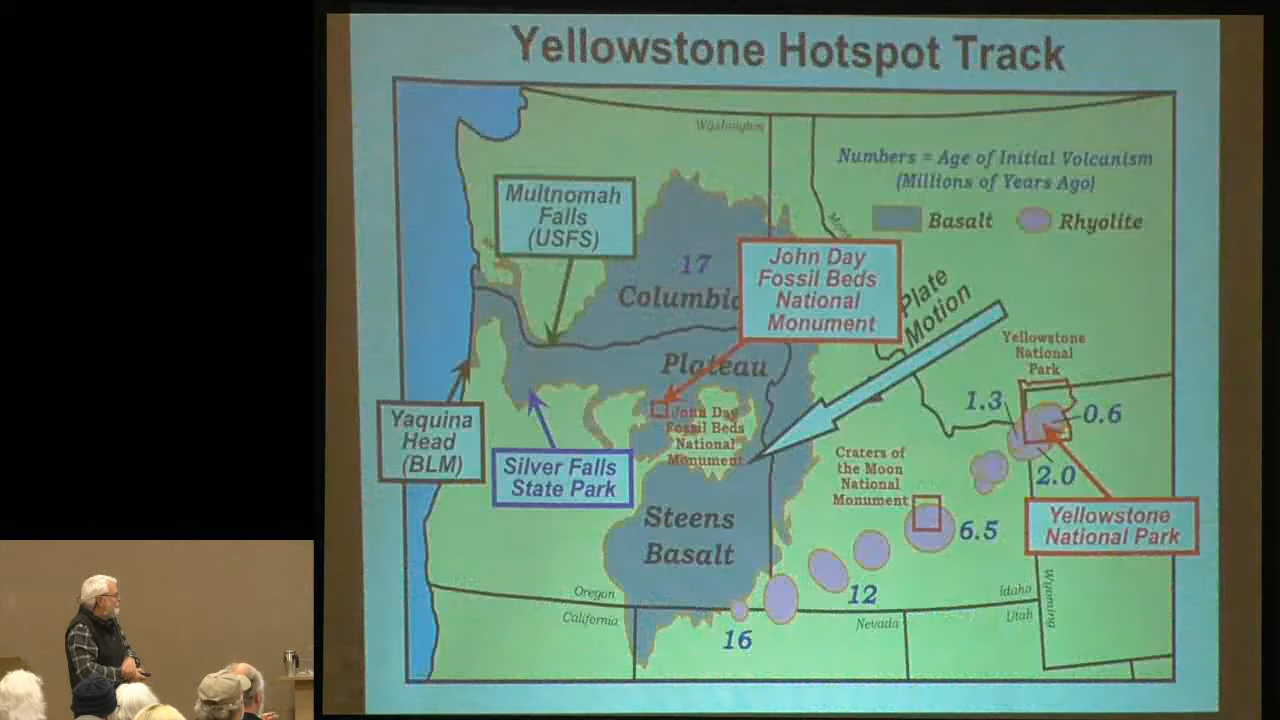 Yellowstone Hotspot Track
Washington
Numbers = Age of Initial Volcanism
(Millions of Years Ago)
Basalt
Rhyolite
Multnomah
Falls
(USFS)
17
Columbia
Plateau
John Day
Fossil Beds
National
Monument
Plate
Motion
Yellowstone
National
Park
1.3
0.6
2.0
Yaquina
Head
(BLM)
John Day
Fossil Beds
National
Monument
Silver Falls
State Park
Craters of
the Moon
National
Monument
6.5
Yellowstone
National Park
Steens
Basalt
12
16
Oregon
California
Nevada
Idaho
Utah
Wyoming